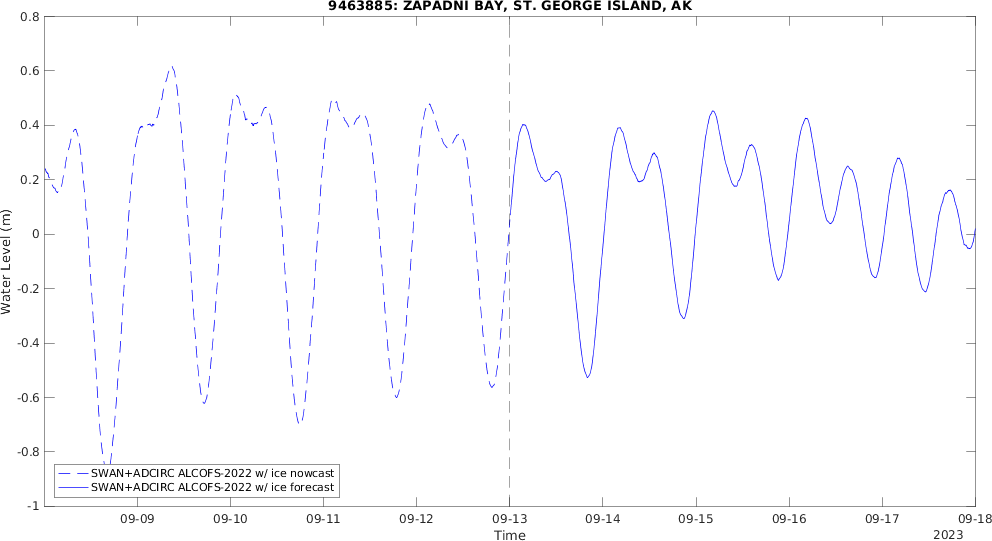 9463885: ZAPADNI BAY, ST. GEORGE ISLAND, AK
0.8
0.6
0.4
0.2
0
-0.2
-0.4
-0.6
-0.8
-1
Water Level (m)
SWAN+ADCIRC ALCOFS-2022 w/ ice nowcast
SWAN+ADCIRC ALCOFS-2022 w/ ice forecast
09-09 09-10 09-11 09-12 09-13 09-14 09-15 09-16 09-17 09-18
Time
2023